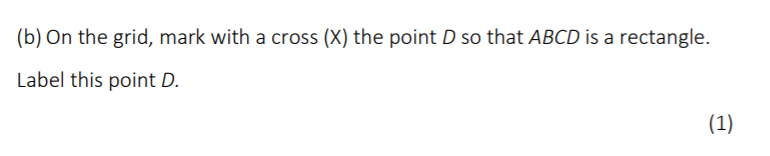 (b) On the grid, mark with a cross (X) the point D so that ABCD is a rectangle.
Label this point D.
(1)